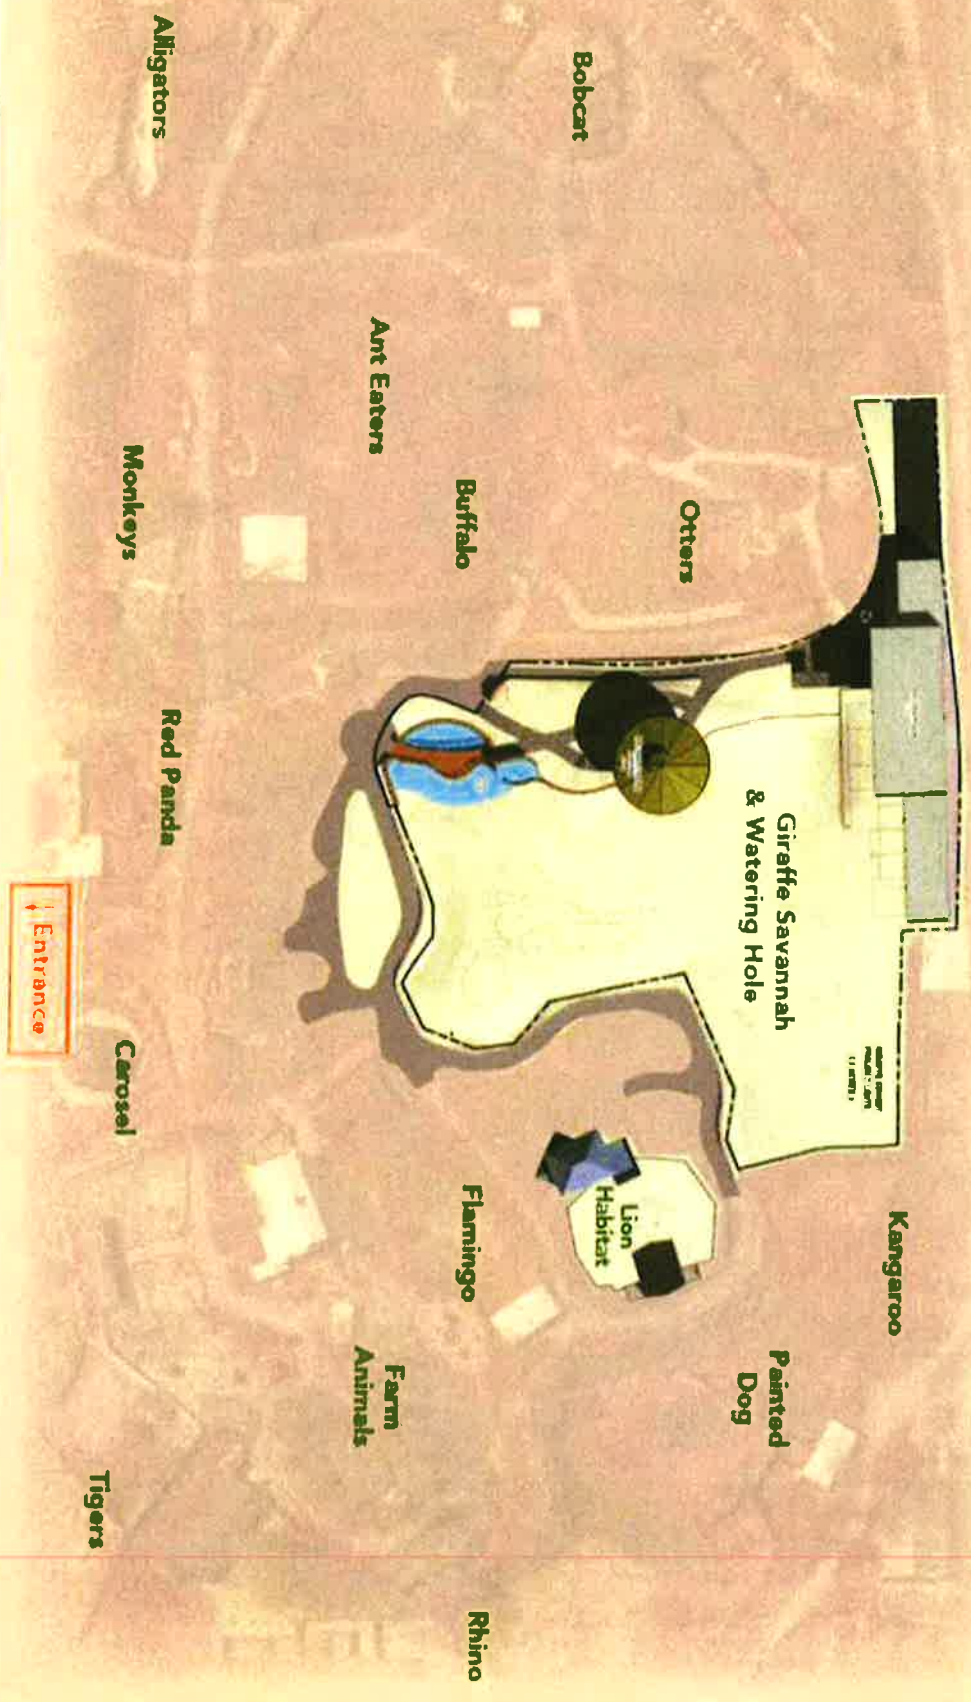 Kangaroo
Giraffe Savannah
& Watering Hole
Painted
Dog
Otters
Lion
Habitat
Bobcat
Buffalo
Flamingo
Rhino
Ant Eaters
Farm
Animals
Alligators
Red Panda
Monkeys
Carosel
Tigers
Entrance